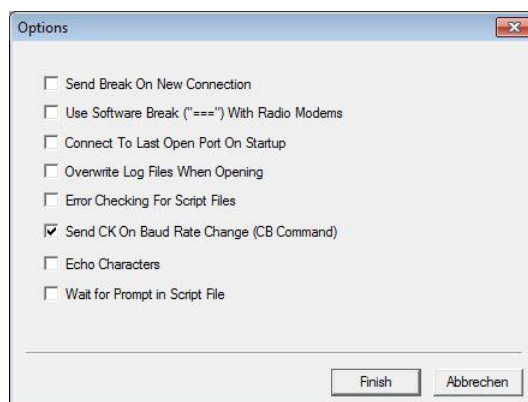 Options
Send Break On New Connection
Use Software Break ("===") With Radio Modems
Connect To Last Open Port On Startup
Overwrite Log Files When Opening
Error Checking For Script Files
Send CK On Baud Rate Change (CB Command)
Echo Characters
Wait for Prompt in Script File
Finish Abbrechen